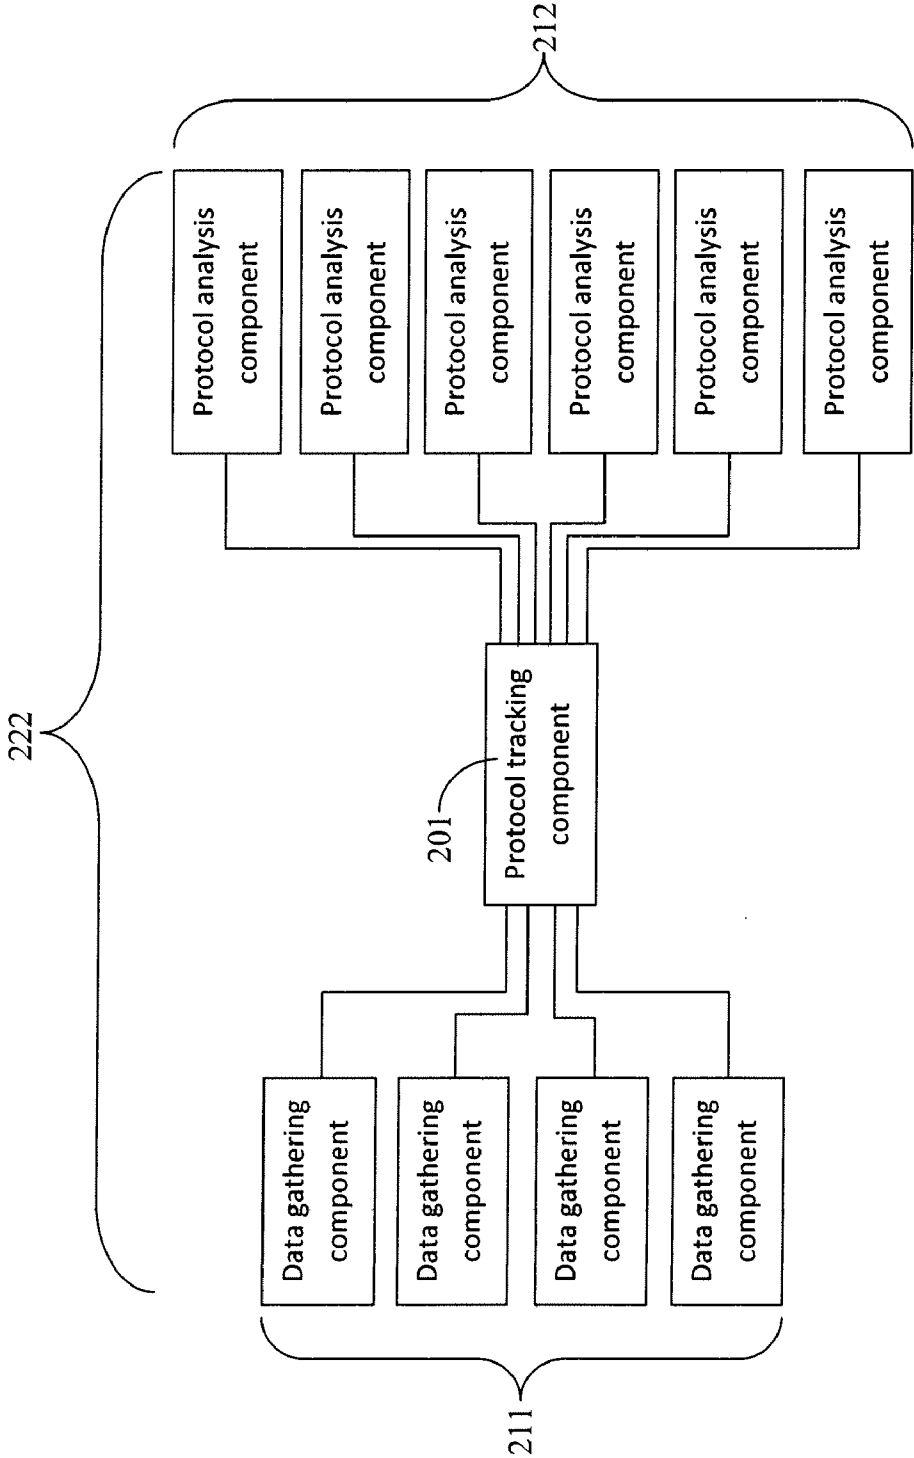 222
Data gathering
component
Data gathering
component
Data gathering
component
Data gathering
component
211
201
Protocol tracking
component
Protocol analysis
component
Protocol analysis
component
Protocol analysis
component
Protocol analysis
component
Protocol analysis
component
Protocol analysis
component
212